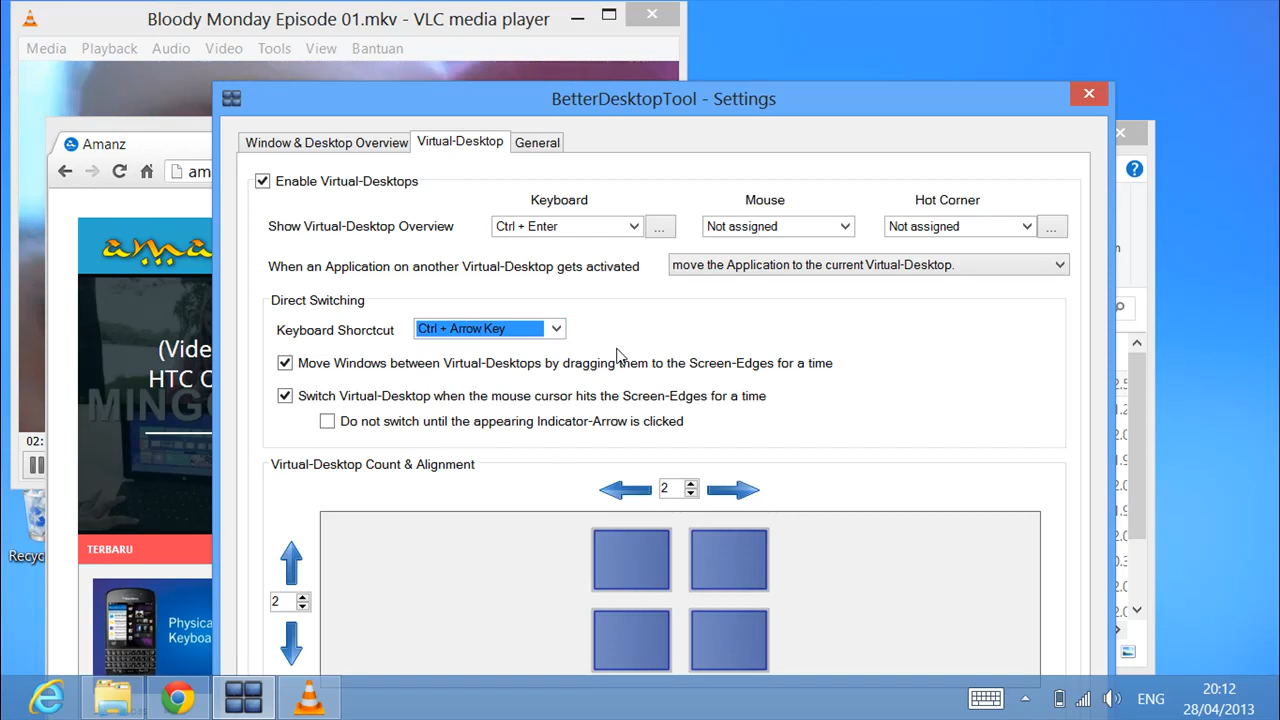 Bloody Monday Episode 01.mkv - VLC media player
Media Playback Audio Video Tools View Bantuan
BetterDesktopTool - Settings
Amanz
Window & Desktop Overview Virtual-Desktop General
am
Enable Virtual-Desktops
Keyboard Mouse Hot Corner
Show Virtual-Desktop Overview Ctrl + Enter ... Not assigned Not assigned ...
When an Application on another Virtual-Desktop gets activated move the Application to the current Virtual-Desktop.
Direct Switching
Keyboard Shorctcut Ctrl + Arrow Key
(Vide
HTC O
Move Windows between Virtual-Desktops by dragging them to the Screen-Edges for a time
Switch Virtual-Desktop when the mouse cursor hits the Screen-Edges for a time
Do not switch until the appearing Indicator-Arrow is clicked
02:
Virtual-Desktop Count & Alignment
2
Recyc
TERBARU
2
Physica
Keyboa
ENG
20:12
28/04/2013